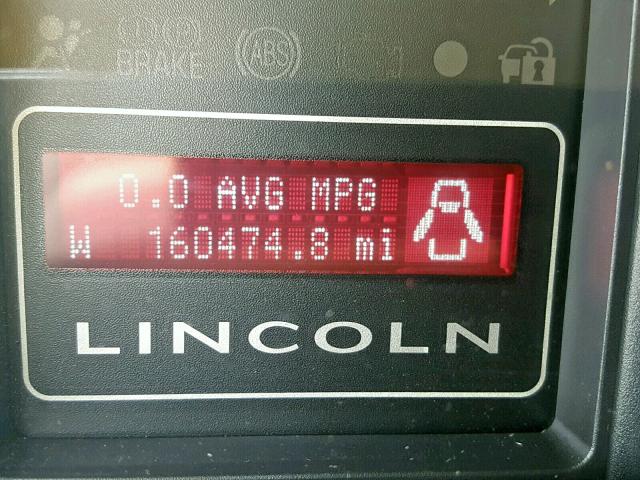 BRAKE ABS
0.0 AVG MPG
W 160474.8 mi
LINCOLN